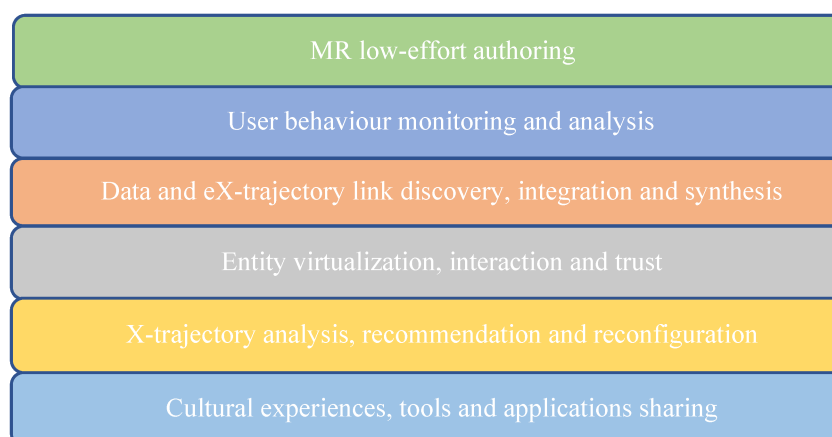 MR low-effort authoring
User behaviour monitoring and analysis
Data and eX-trajectory link discovery, integration and synthesis
Entity virtualization, interaction and trust
X-trajectory analysis, recommendation and reconfiguration
Cultural experiences, tools and applications sharing